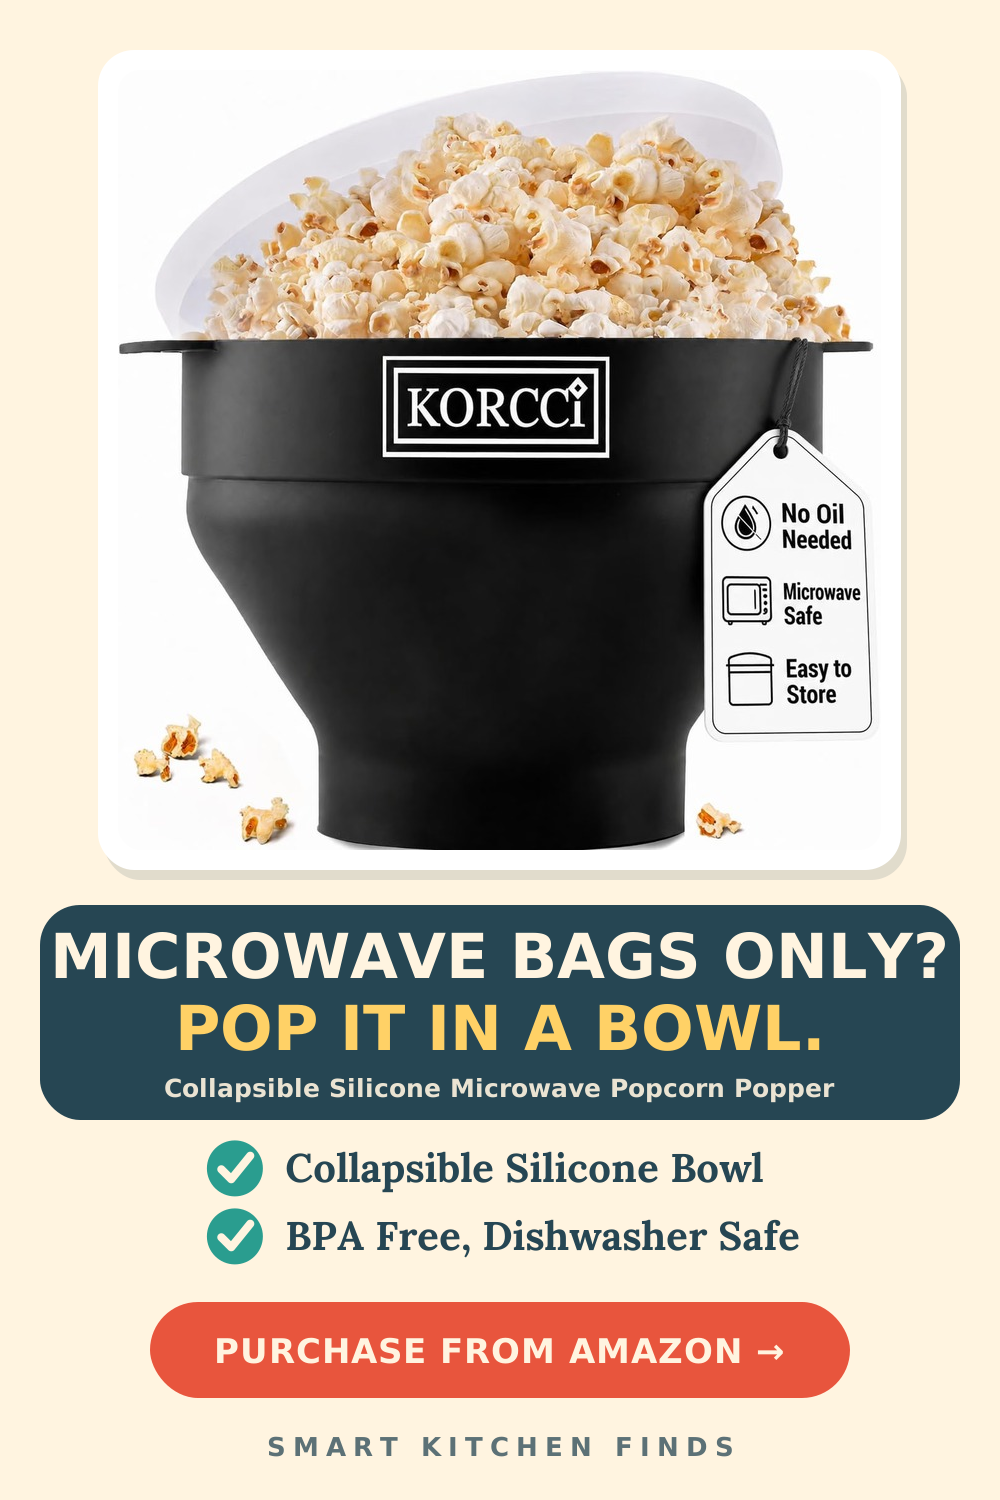 KORCCi
No Oil
Needed
Microwave
Safe
Easy to
Store
MICROWAVE BAGS ONLY?
POP IT IN A BOWL.
Collapsible Silicone Microwave Popcorn Popper
Collapsible Silicone Bowl
BPA Free, Dishwasher Safe
PURCHASE FROM AMAZON →
SMART KITCHEN FINDS